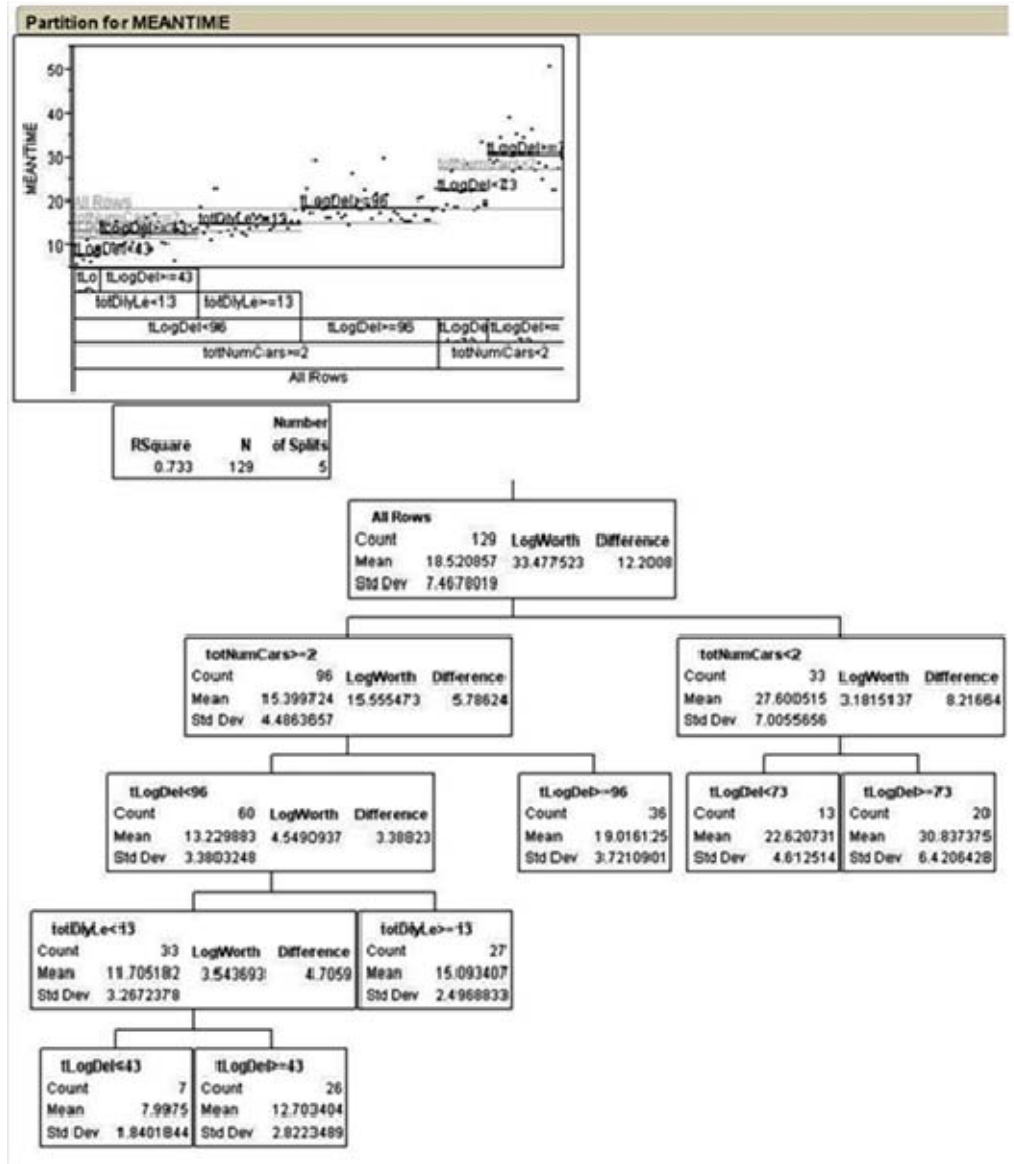 Partition for MEANTIME
50
40
30
20
10
MEANTIME
All Rows
tLogDel<43
totDlyLe>=13
tLogDel>=96
tLogDel<73
tLogDel>=7
tLo tLogDel>=43
totDlyLe<13 totDlyLe>=13
tLogDel<96 tLogDel>=96 tLogDe tLogDel>=
totNumCars>=2 totNumCars<2
All Rows
Number
RSquare N of Splits
0.733 129 5
All Rows
Count 129 LogWorth Difference
Mean 18.520857 33.477523 12.2008
Std Dev 7.4678019
totNumCars>=2 totNumCars<2
Count 96 LogWorth Difference Count 33 LogWorth Difference
Mean 15.399724 15.555473 5.78624 Mean 27.600515 3.1815137 8.21664
Std Dev 4.4863657 Std Dev 7.0055656
tLogDel<96 tLogDel>=96 tLogDel<73 tLogDel>=73
Count 60 LogWorth Difference Count 36 Count 13 Count 20
Mean 13.229883 4.5490937 3.38823 Mean 19.016125 Mean 22.620731 Mean 30.837375
Std Dev 3.3803248 Std Dev 3.7210901 Std Dev 4.612514 Std Dev 6.4206428
totDlyLe<13 totDlyLe>=13
Count 33 LogWorth Difference Count 27
Mean 11.705182 3.543693 4.7059 Mean 15.093407
Std Dev 3.2672378 Std Dev 2.4968833
tLogDel<43 tLogDel>=43
Count 7 Count 26
Mean 7.9975 Mean 12.703404
Std Dev 1.8401844 Std Dev 2.8223489